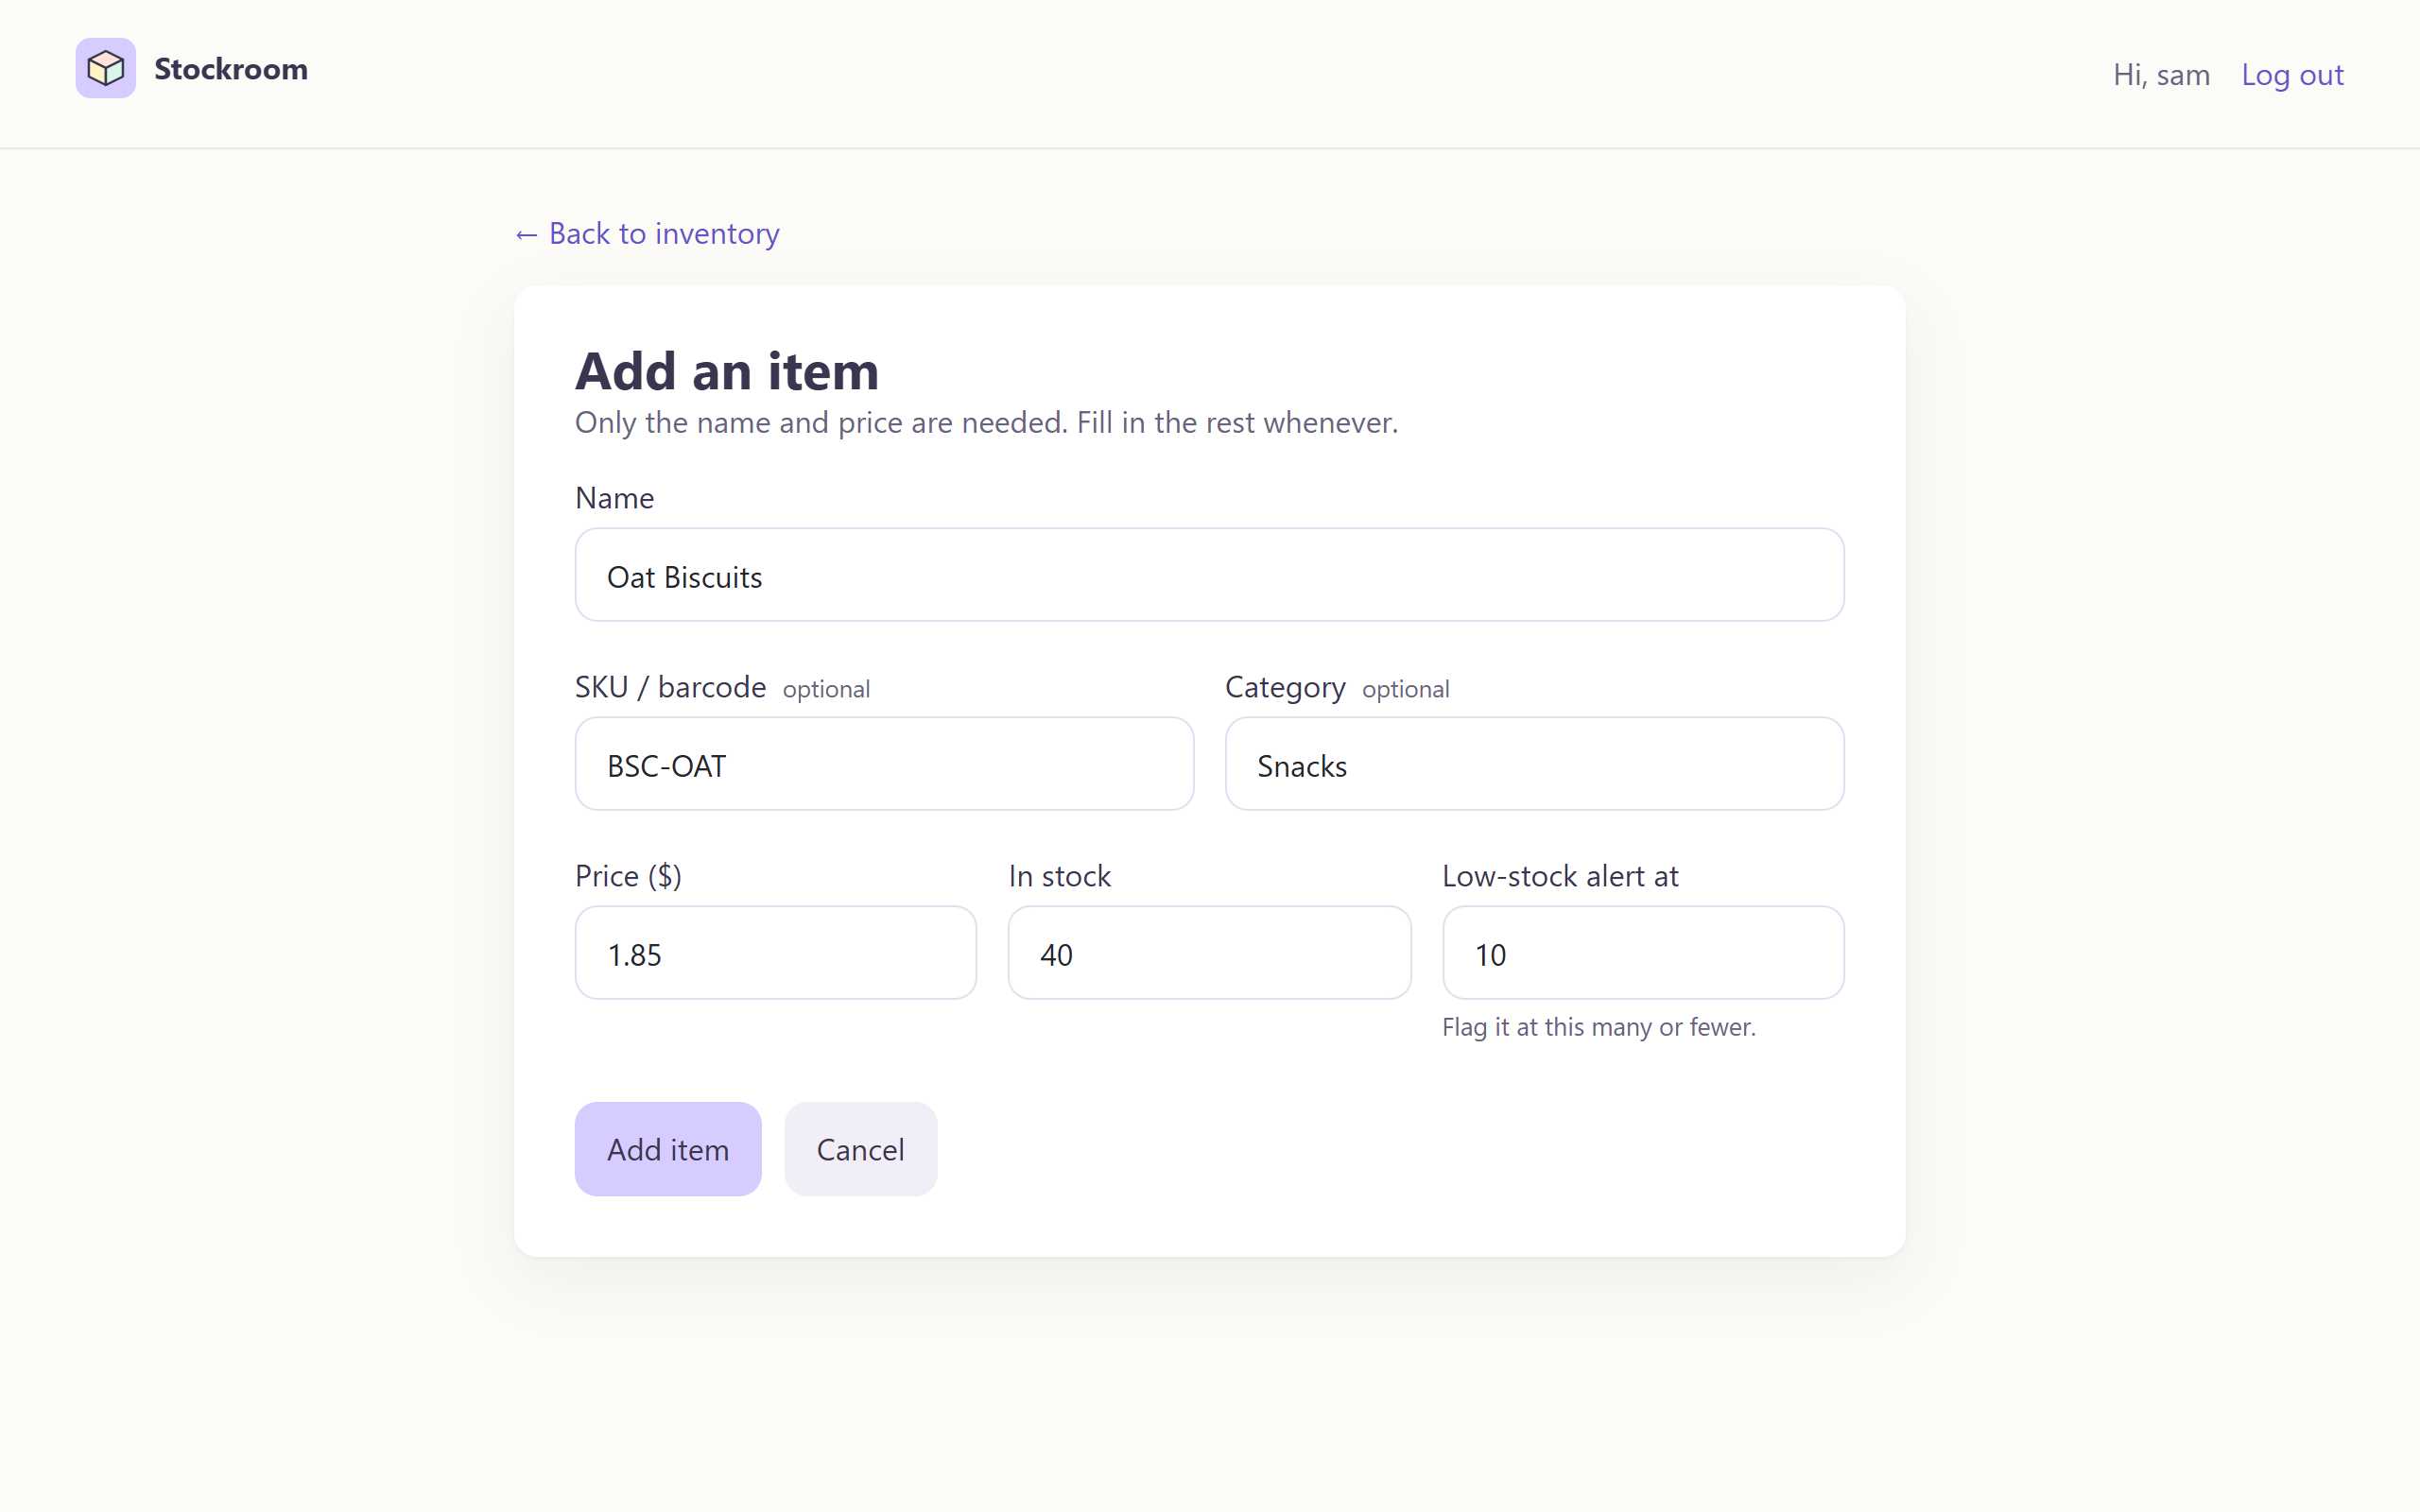 Stockroom
Hi, sam Log out
← Back to inventory
Add an item
Only the name and price are needed. Fill in the rest whenever.
Name
Oat Biscuits
SKU / barcode optional
Category optional
BSC-OAT
Snacks
Price ($)
In stock
Low-stock alert at
1.85
40
10
Flag it at this many or fewer.
Add item
Cancel